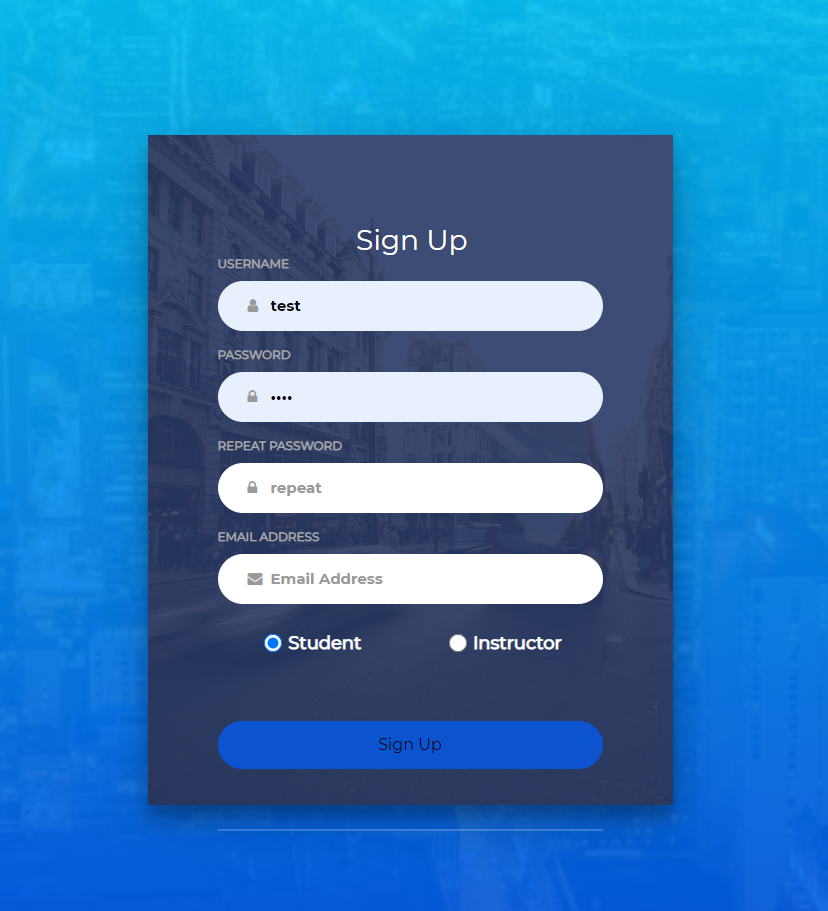 Sign Up
USERNAME
test
PASSWORD
••••
REPEAT PASSWORD
repeat
EMAIL ADDRESS
Email Address
Student Instructor
Sign Up